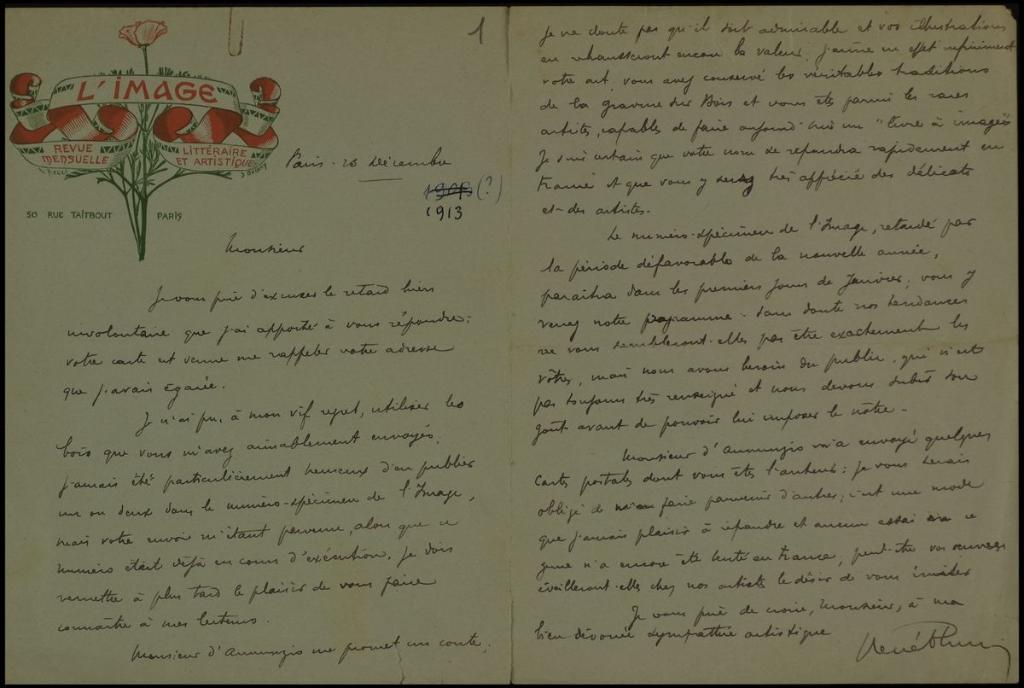 1
L'IMAGE
REVUE MENSUELLE
LITTÉRAIRE ET ARTISTIQUE
50 RUE TAITBOUT PARIS
Paris - 26 Décembre
(?)
1913
Monsieur
Je vous prie d'excuser le retard bien
involontaire que j'ai apporté à vous répondre :
votre carte est venue me rappeler votre adresse
que j'avais égarée.
Je n'ai pu, à mon vif regret, utiliser les
bois que vous m'avez aimablement envoyés,
j'aurais été particulièrement heureux d'en publier
un ou deux dans le numéro-spécimen de l'Image,
mais votre envoi m'étant parvenu, alors que ce
numéro était déjà en cours d'exécution, je dois
remettre à plus tard le plaisir de vous faire
connaître à mes lecteurs.
Monsieur d'Annunzio me promet un conte,
je ne doute pas qu'il soit admirable et vos illustrations
en rehausseront encore la valeur. J'aime en effet infiniment
votre art, vous avez conservé les véritables traditions
de la gravure sur Bois et vous êtes parmi les rares
artistes, capables de faire aujourd'hui un "livre à images"
Je suis certain que votre nom se répandra rapidement en
France et que vous y serez très apprécié des délicats
et des artistes.
Le numéro-spécimen de l'Image, retardé par
la période défavorable de la nouvelle année,
paraîtra dans les premiers jours de Janvier, vous y
verrez notre programme. Sans doute nos tendances
ne vous sembleront-elles pas être exactement les
vôtres, mais nous avons besoin du public, qui n'est
pas toujours très renseigné et nous devons subir son
goût avant de pouvoir lui imposer le nôtre.
Monsieur d'Annunzio m'a envoyé quelques
cartes postales dont vous êtes l'auteur : je vous serais
obligé de m'en faire parvenir d'autres, c'est une mode
que j'aurais plaisir à répandre et aucun essai en ce
genre n'a encore été tenté en France, peut-être vos ouvrages
éveilleront-elles chez nos artistes le désir de vous imiter
Je vous prie de croire, Monsieur, à ma
bien dévouée sympathie artistique
René Blum